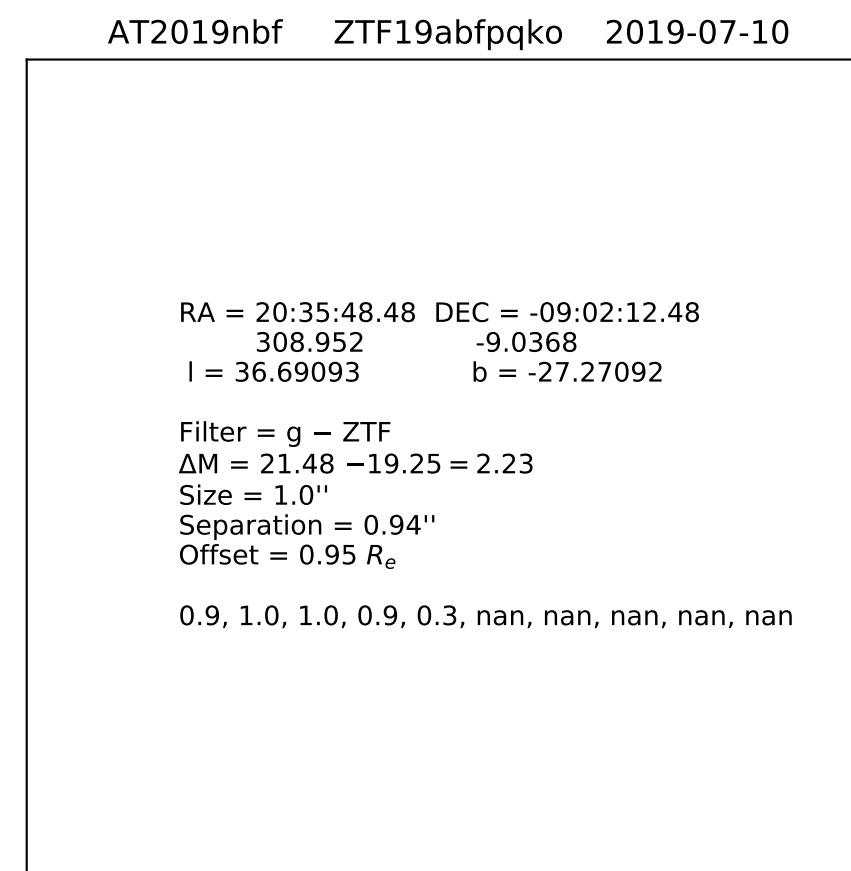 AT2019nbf ZTF19abfpqko 2019-07-10
RA = 20:35:48.48 DEC = -09:02:12.48
308.952 -9.0368
l = 36.69093 b = -27.27092
Filter = g − ZTF
ΔM = 21.48 −19.25 = 2.23
Size = 1.0''
Separation = 0.94''
Offset = 0.95 Rₑ
0.9, 1.0, 1.0, 0.9, 0.3, nan, nan, nan, nan, nan